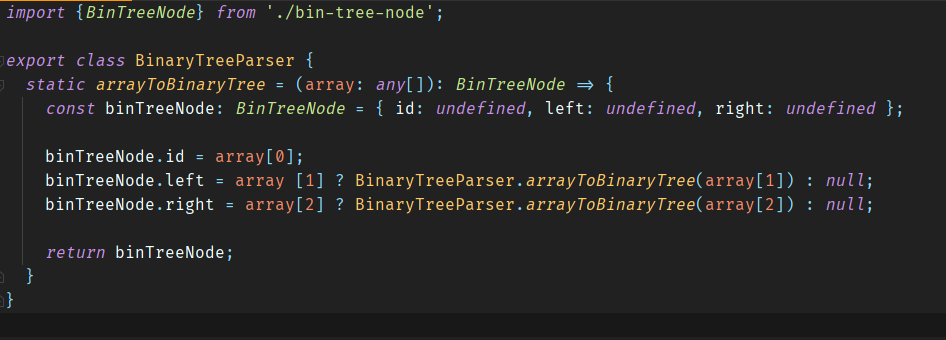 import {BinTreeNode} from './bin-tree-node';
export class BinaryTreeParser {
static arrayToBinaryTree = (array: any[]): BinTreeNode ⇒ {
const binTreeNode: BinTreeNode = { id: undefined, left: undefined, right: undefined };
binTreeNode.id = array[0];
binTreeNode.left = array [1] ? BinaryTreeParser.arrayToBinaryTree(array[1]) : null;
binTreeNode.right = array[2] ? BinaryTreeParser.arrayToBinaryTree(array[2]) : null;
return binTreeNode;
}
}